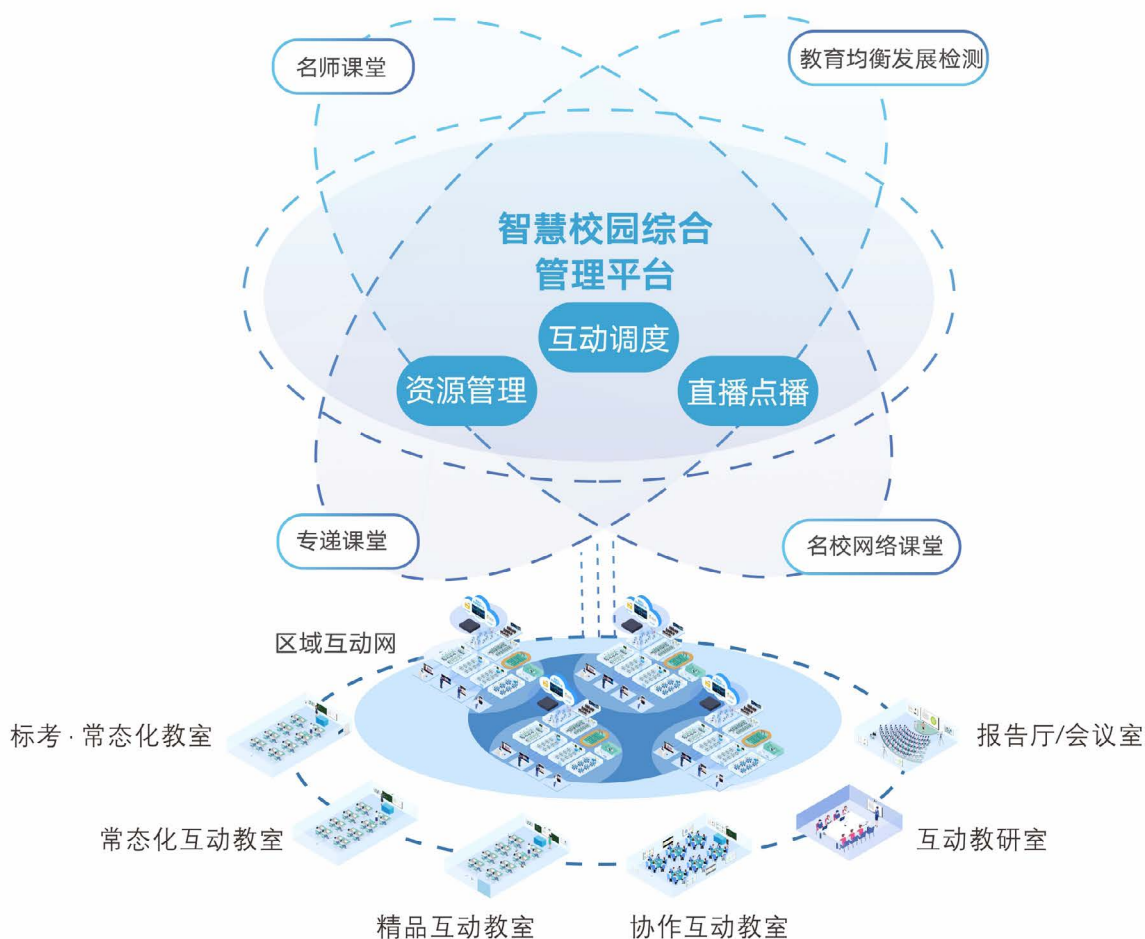 名师课堂
教育均衡发展检测
智慧校园综合
管理平台
互动调度
资源管理
直播点播
专递课堂
名校网络课堂
区域互动网
标考·常态化教室
报告厅/会议室
常态化互动教室
互动教研室
精品互动教室
协作互动教室